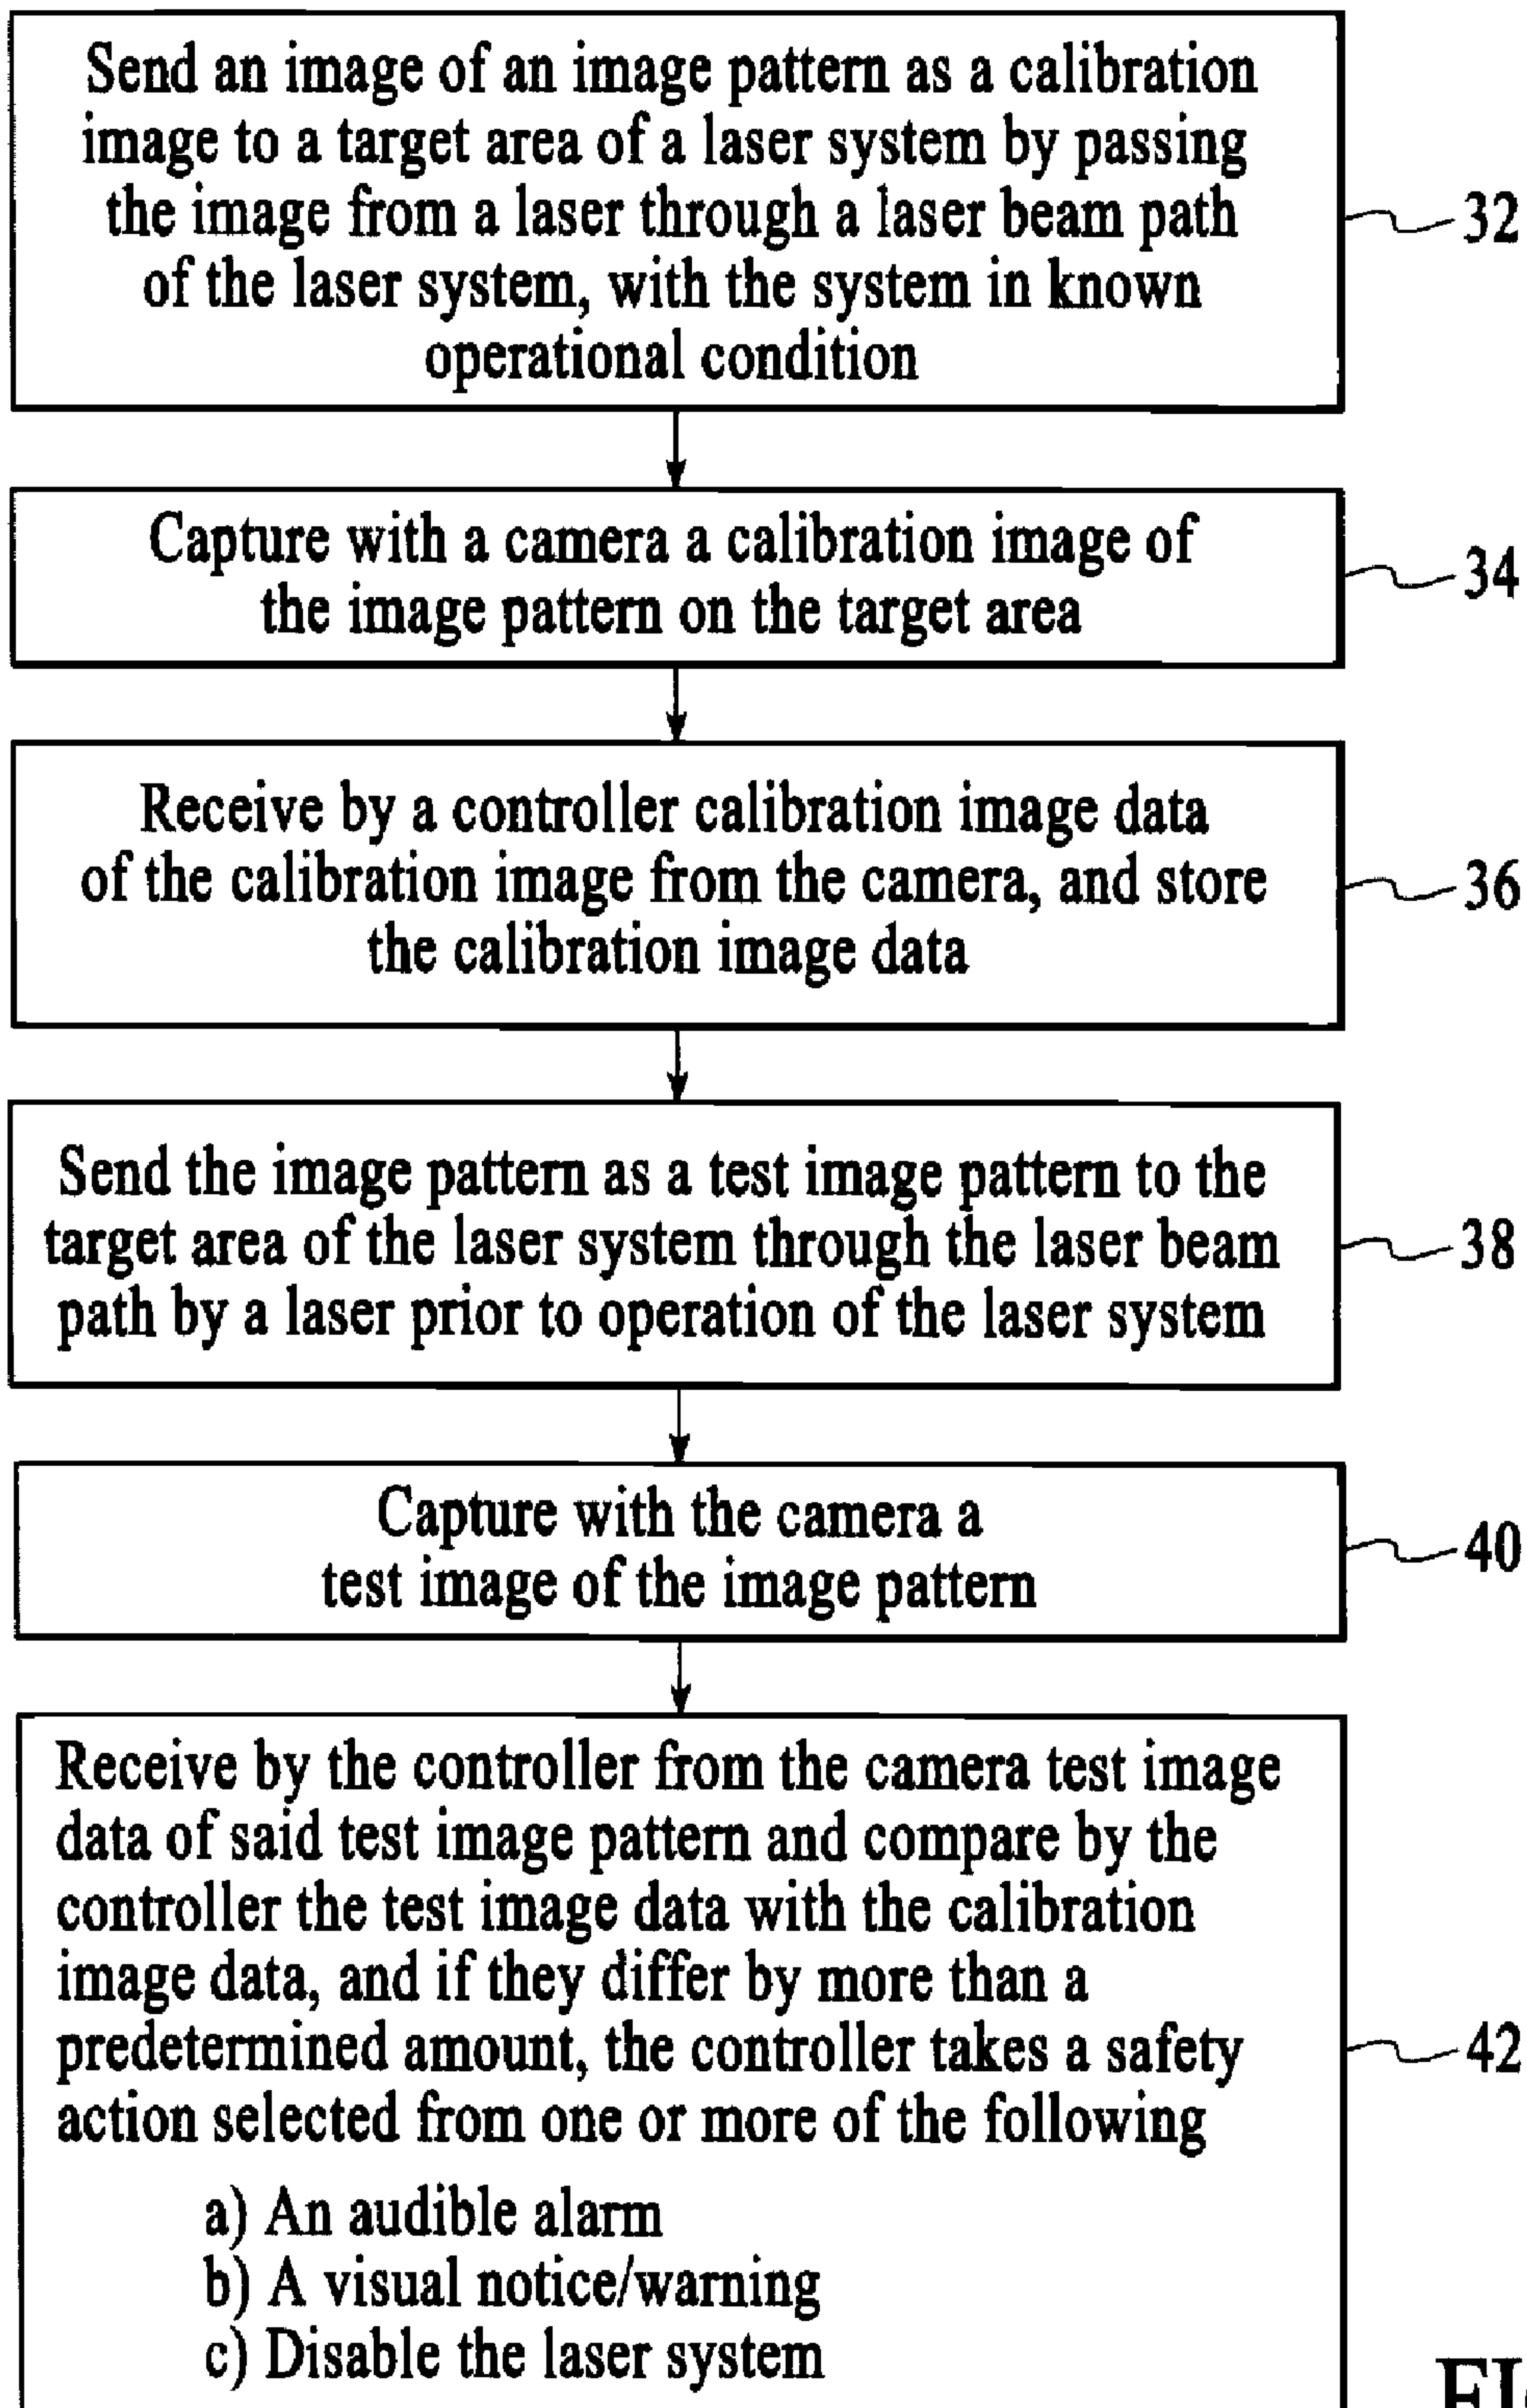 Send an image of an image pattern as a calibration
image to a target area of a laser system by passing
the image from a laser through a laser beam path
of the laser system, with the system in known
operational condition
32
Capture with a camera a calibration image of
the image pattern on the target area
34
Receive by a controller calibration image data
of the calibration image from the camera, and store
the calibration image data
36
Send the image pattern as a test image pattern to the
target area of the laser system through the laser beam
path by a laser prior to operation of the laser system
38
Capture with the camera a
test image of the image pattern
40
Receive by the controller from the camera test image
data of said test image pattern and compare by the
controller the test image data with the calibration
image data, and if they differ by more than a
predetermined amount, the controller takes a safety
action selected from one or more of the following
a) An audible alarm
b) A visual notice/warning
c) Disable the laser system
42